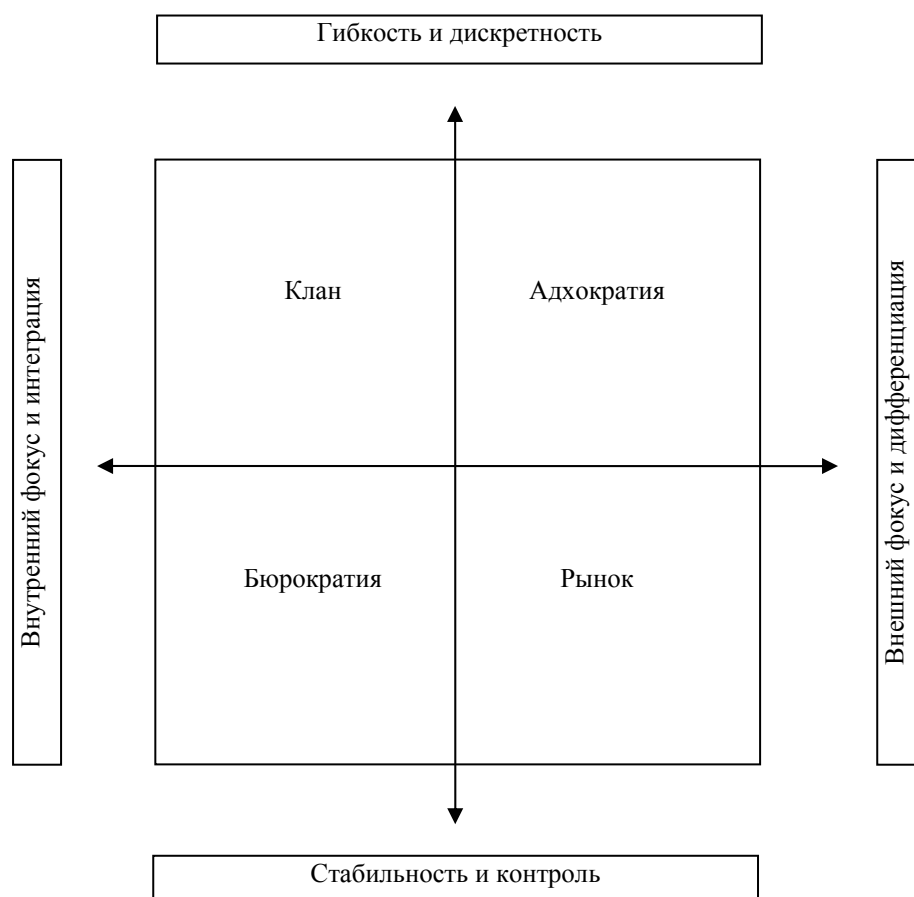 Гибкость и дискретность
Внутренний фокус и интеграция
Клан
Адхократия
Внешний фокус и дифференциация
Бюрократия
Рынок
Стабильность и контроль